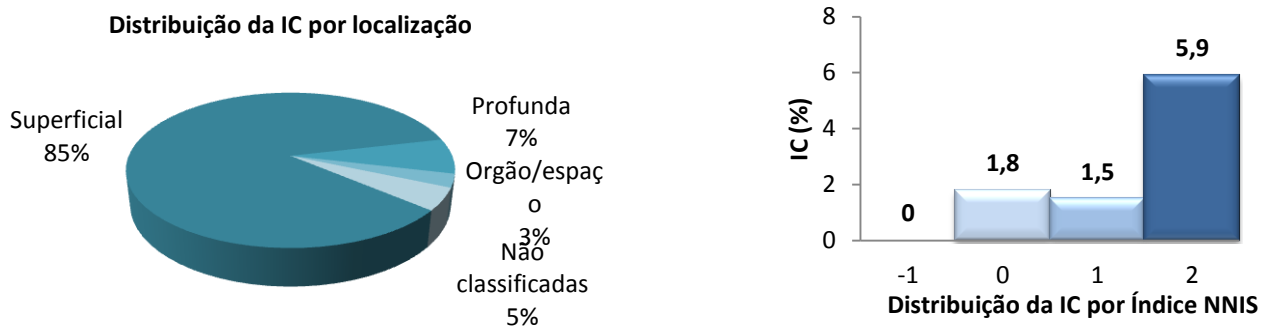 Distribuição da IC por localização
Superficial
85%
Profunda
7%
Orgão/espaç
o
3%
Não
classificadas
5%
8
6
4
2
0
IC (%)
0
1,8
1,5
5,9
-1
0
1
2
Distribuição da IC por Índice NNIS